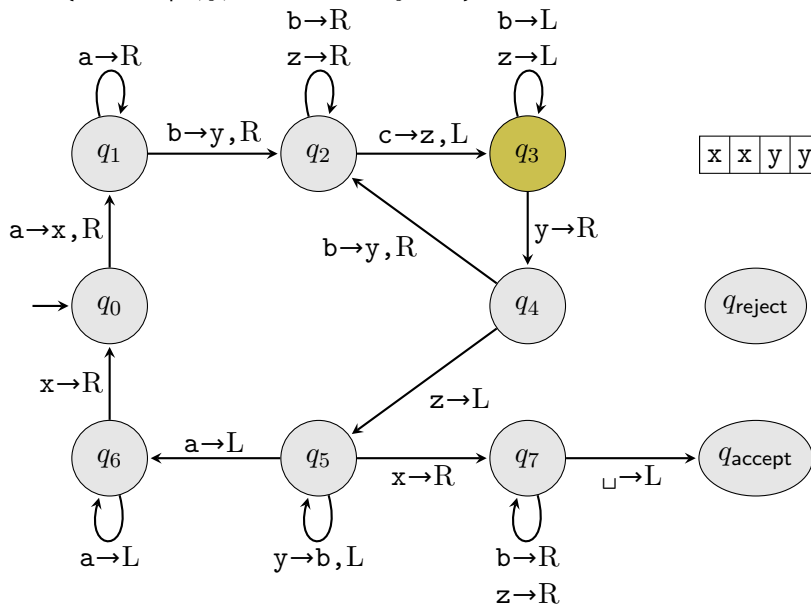 b→R b→L
a→R z→R z→L
q1 b→y,R q2 c→z,L q3 x x y y
a→x,R b→y,R y→R
q0 q4 qreject
x→R z→L
q6 a→L q5 x→R q7 ␣→L qaccept
a→L y→b,L b→R
z→R